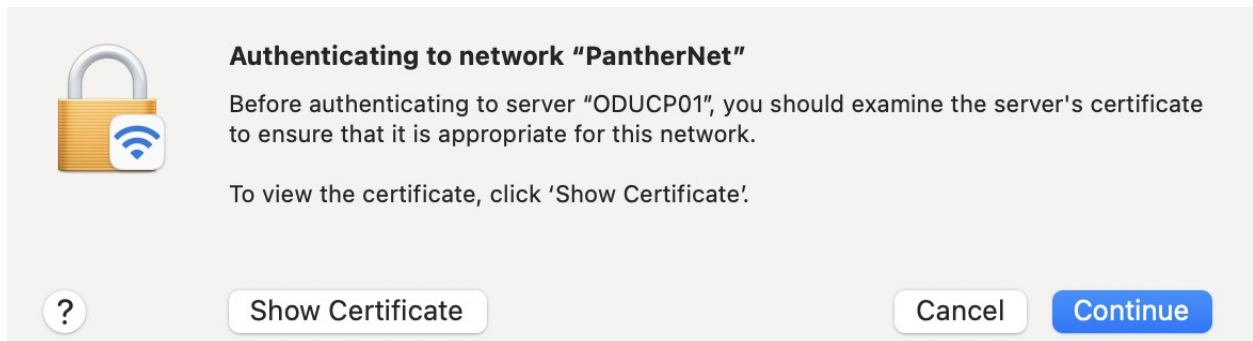 Authenticating to network “PantherNet”
Before authenticating to server “ODUCP01”, you should examine the server's certificate
to ensure that it is appropriate for this network.
To view the certificate, click ‘Show Certificate’.
?
Show Certificate
Cancel
Continue